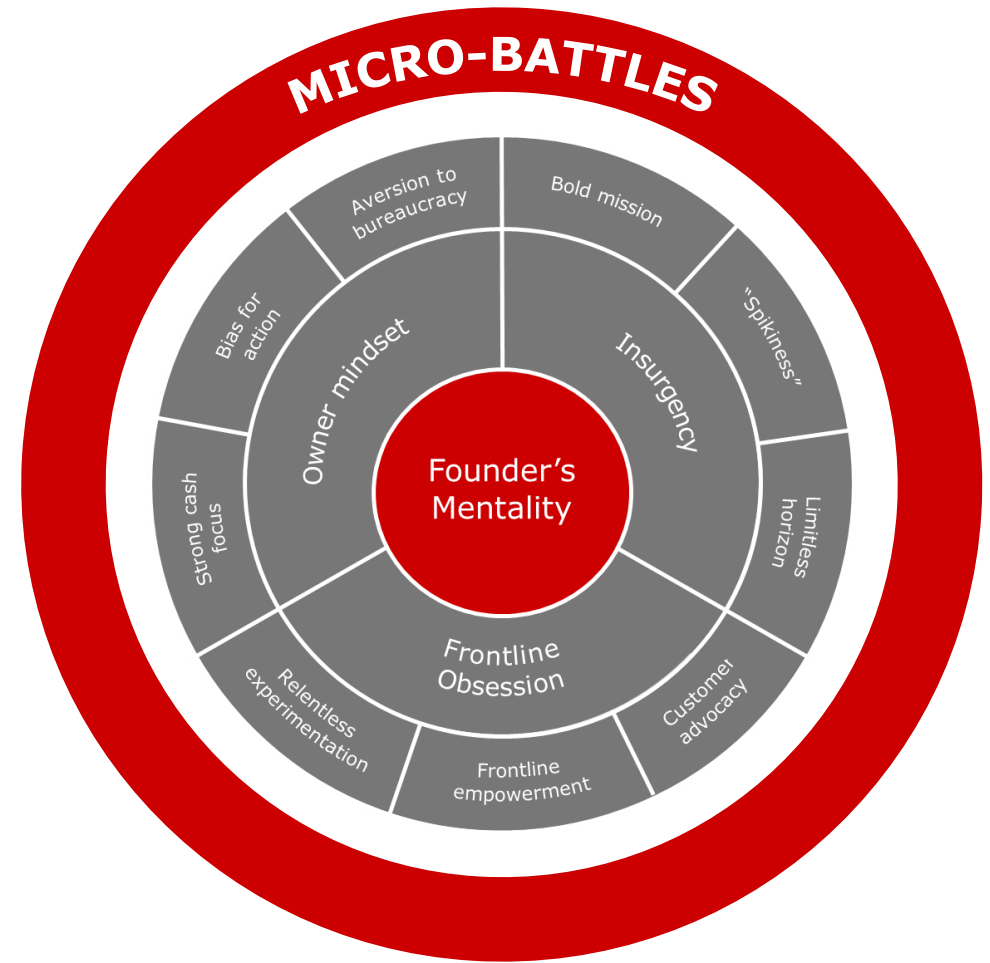 MICRO-BATTLES
Aversion to
bureaucracy
Bold mission
Bias for
action
“Spikiness”
Owner mindset
Insurgency
Founder’s
Mentality
Strong cash
focus
Limitless
horizon
Frontline
Obsession
Relentless
experimentation
Customer
advocacy
Frontline
empowerment